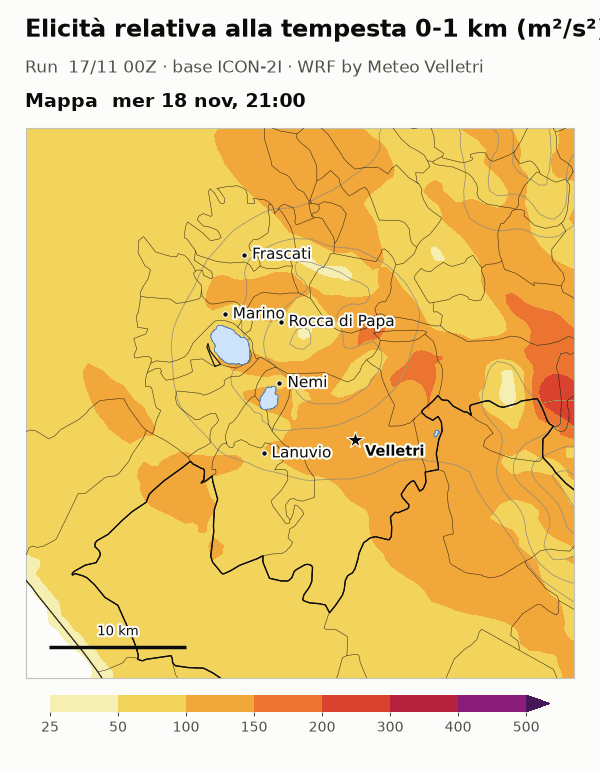 Elicità relativa alla tempesta 0-1 km (m²/s²)
Run 17/11 00Z · base ICON-2I · WRF by Meteo Velletri
Mappa mer 18 nov, 21:00
Frascati
Marino
Rocca di Papa
Nemi
Velletri
Lanuvio
10 km
25 50 100 150 200 300 400 500